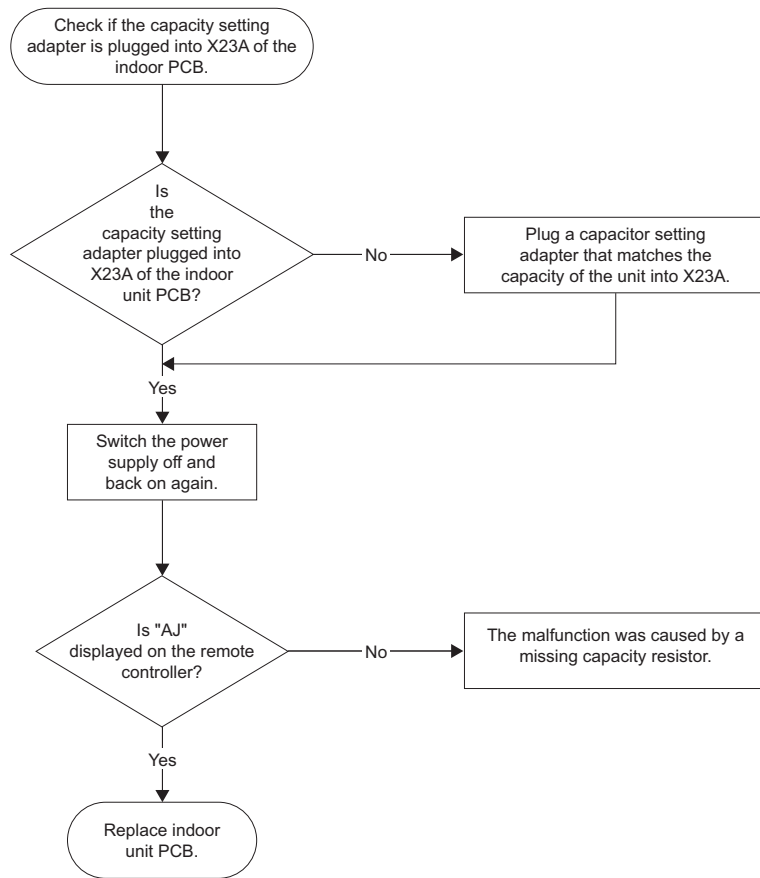 Check if the capacity setting
adapter is plugged into X23A of the
indoor PCB.
Is
the
capacity setting
adapter plugged into
X23A of the indoor
unit PCB?
No
Plug a capacitor setting
adapter that matches the
capacity of the unit into X23A.
Yes
Switch the power
supply off and
back on again.
Is "AJ"
displayed on the remote
controller?
No
The malfunction was caused by a
missing capacity resistor.
Yes
Replace indoor
unit PCB.